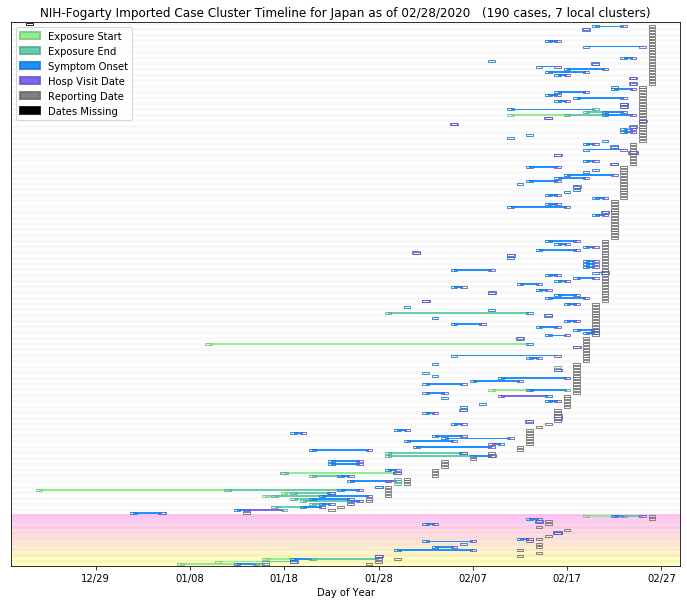 NIH-Fogarty Imported Case Cluster Timeline for Japan as of 02/28/2020 (190 cases, 7 local clusters)
Exposure Start
Exposure End
Symptom Onset
Hosp Visit Date
Reporting Date
Dates Missing
12/29 01/08 01/18 01/28 02/07 02/17 02/27
Day of Year